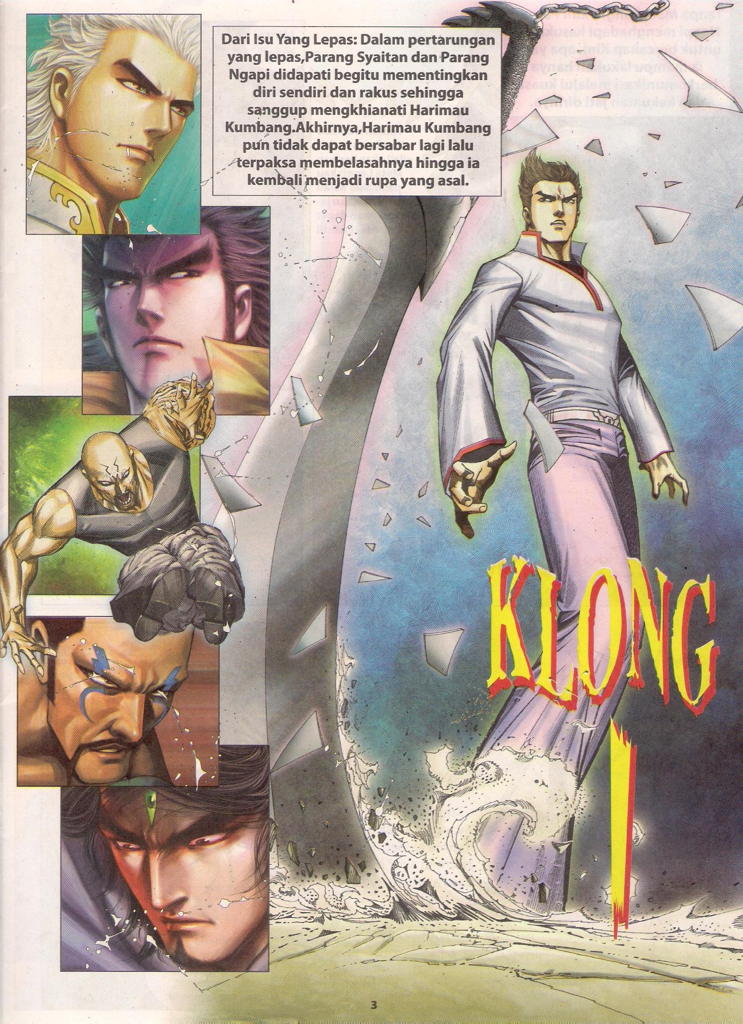 Dari Isu Yang Lepas: Dalam pertarungan
yang lepas,Parang Syaitan dan Parang
Ngapi didapati begitu mementingkan
diri sendiri dan rakus sehingga
sanggup mengkhianati Harimau
Kumbang.Akhirnya,Harimau Kumbang
pun tidak dapat bersabar lagi lalu
terpaksa membelasahnya hingga ia
kembali menjadi rupa yang asal.
KLONG
3